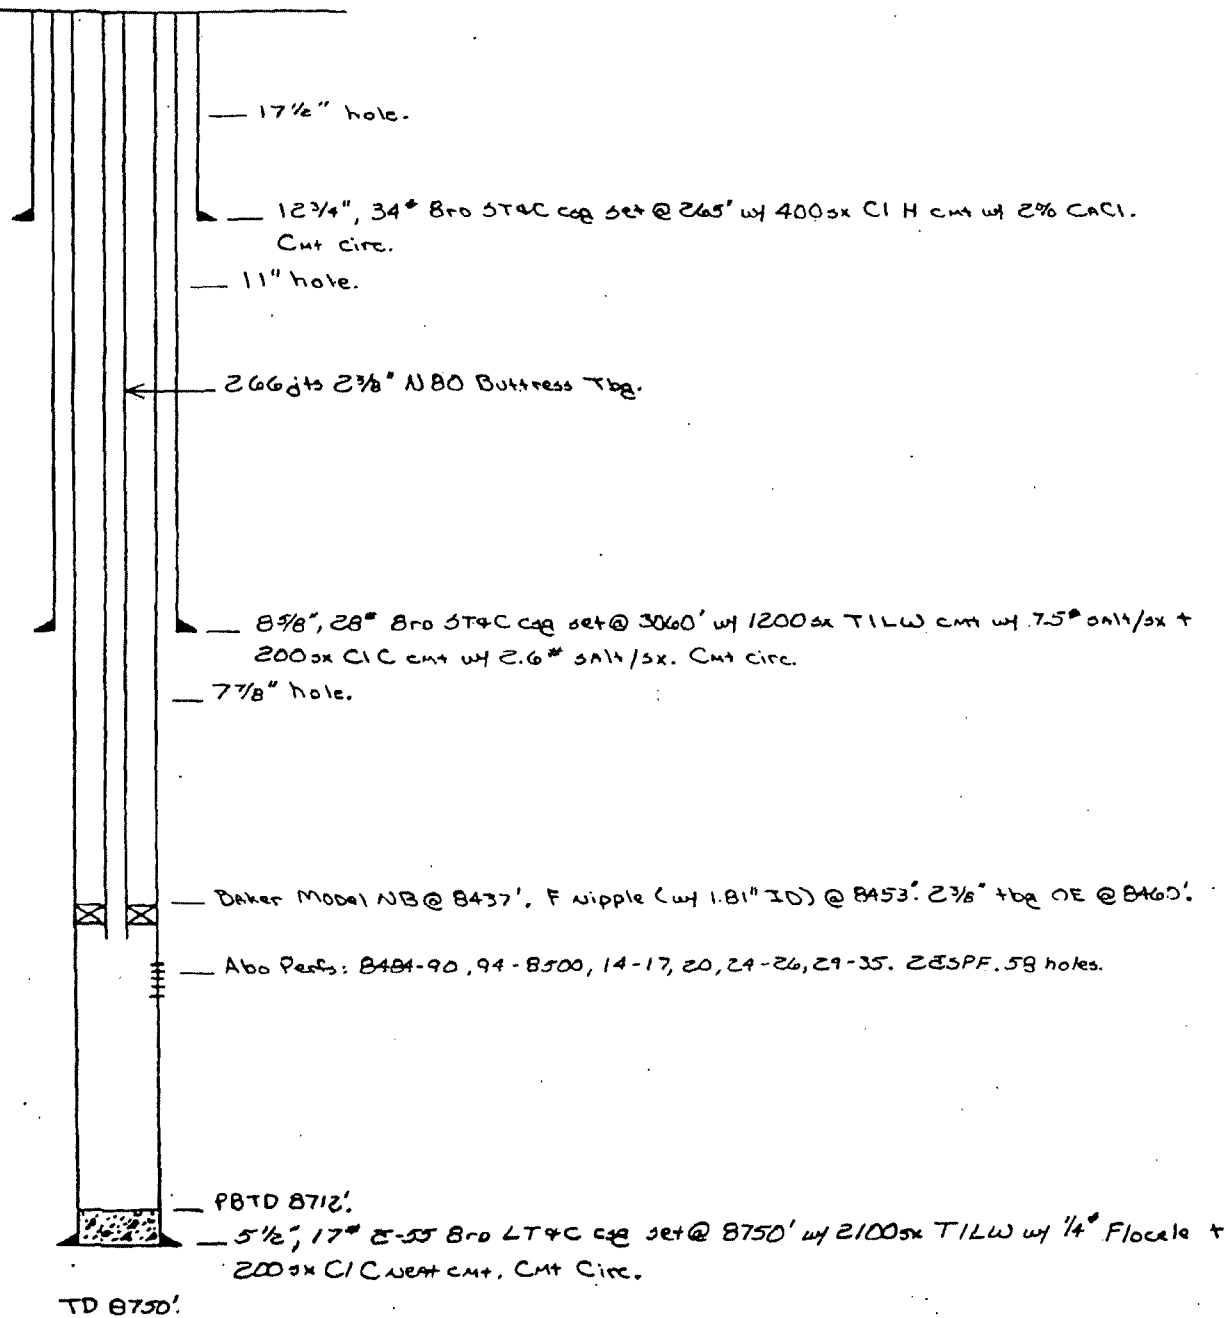 17½" hole.
12¾", 34# 8rd ST&C csg set @ 265' w/ 400sx Cl H cmt w/ 2% CACl.
Cmt circ.
11" hole.
266jts 2⅜" N80 Buttress Tbg.
8⅝", 28# 8rd ST&C csg set @ 3060' w/ 1200sx TILW cmt w/ 7.5# salt/sx +
200sx Cl C cmt w/ 2.6# salt/sx. Cmt circ.
7⅞" hole.
Baker Model NB @ 8437'. F Nipple (w/ 1.81" ID) @ 8453'. 2⅜" tbg OE @ 8460'.
Abo Perfs: 8484-90, 94-8500, 14-17, 20, 24-26, 29-35. 2SPF. holes.
PBTD 8712'.
5½", 17# 8rd LT&C csg set @ 8750' w/ 2100sx TILW w/ ¼# Flocele +
200sx Cl C neat cmt. Cmt Circ.
TD 8750'.